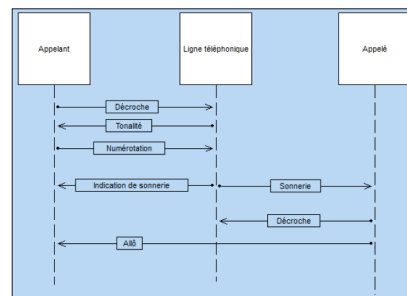 Appelant
Ligne téléphonique
Appelé
Décroche
Tonalité
Numérotation
Indication de sonnerie
Sonnerie
Décroche
Allô